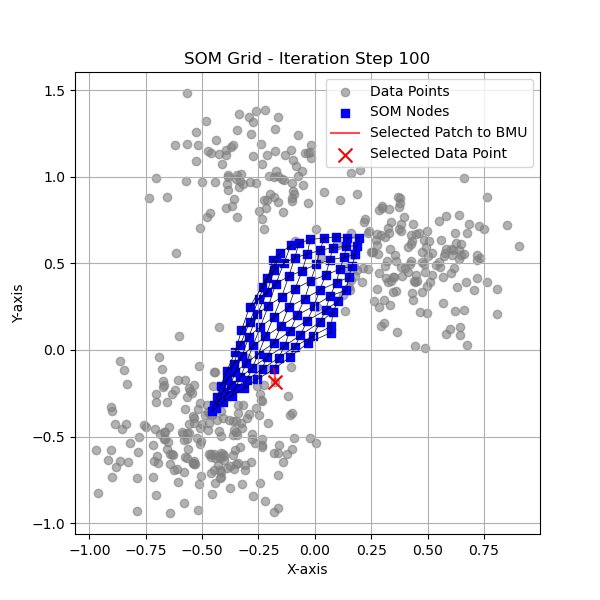 SOM Grid - Iteration Step 100
Data Points
SOM Nodes
Selected Patch to BMU
Selected Data Point
1.5
1.0
0.5
0.0
−0.5
−1.0
Y-axis
−1.00 −0.75 −0.50 −0.25 0.00 0.25 0.50 0.75
X-axis